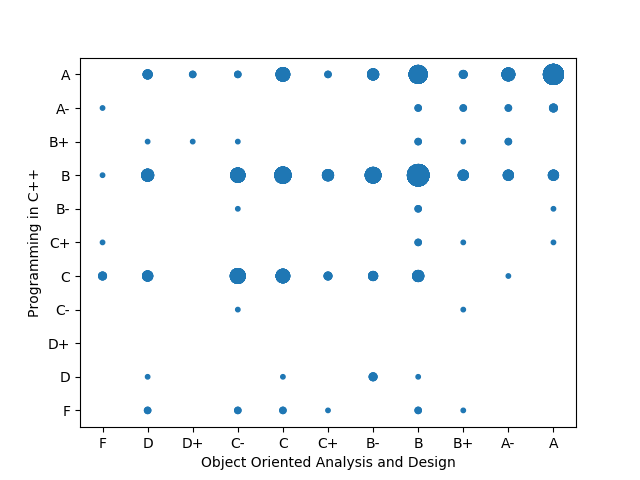 A
A-
B+
B
B-
C+
C
C-
D+
D
F
Programming in C++
F D D+ C- C C+ B- B B+ A- A
Object Oriented Analysis and Design